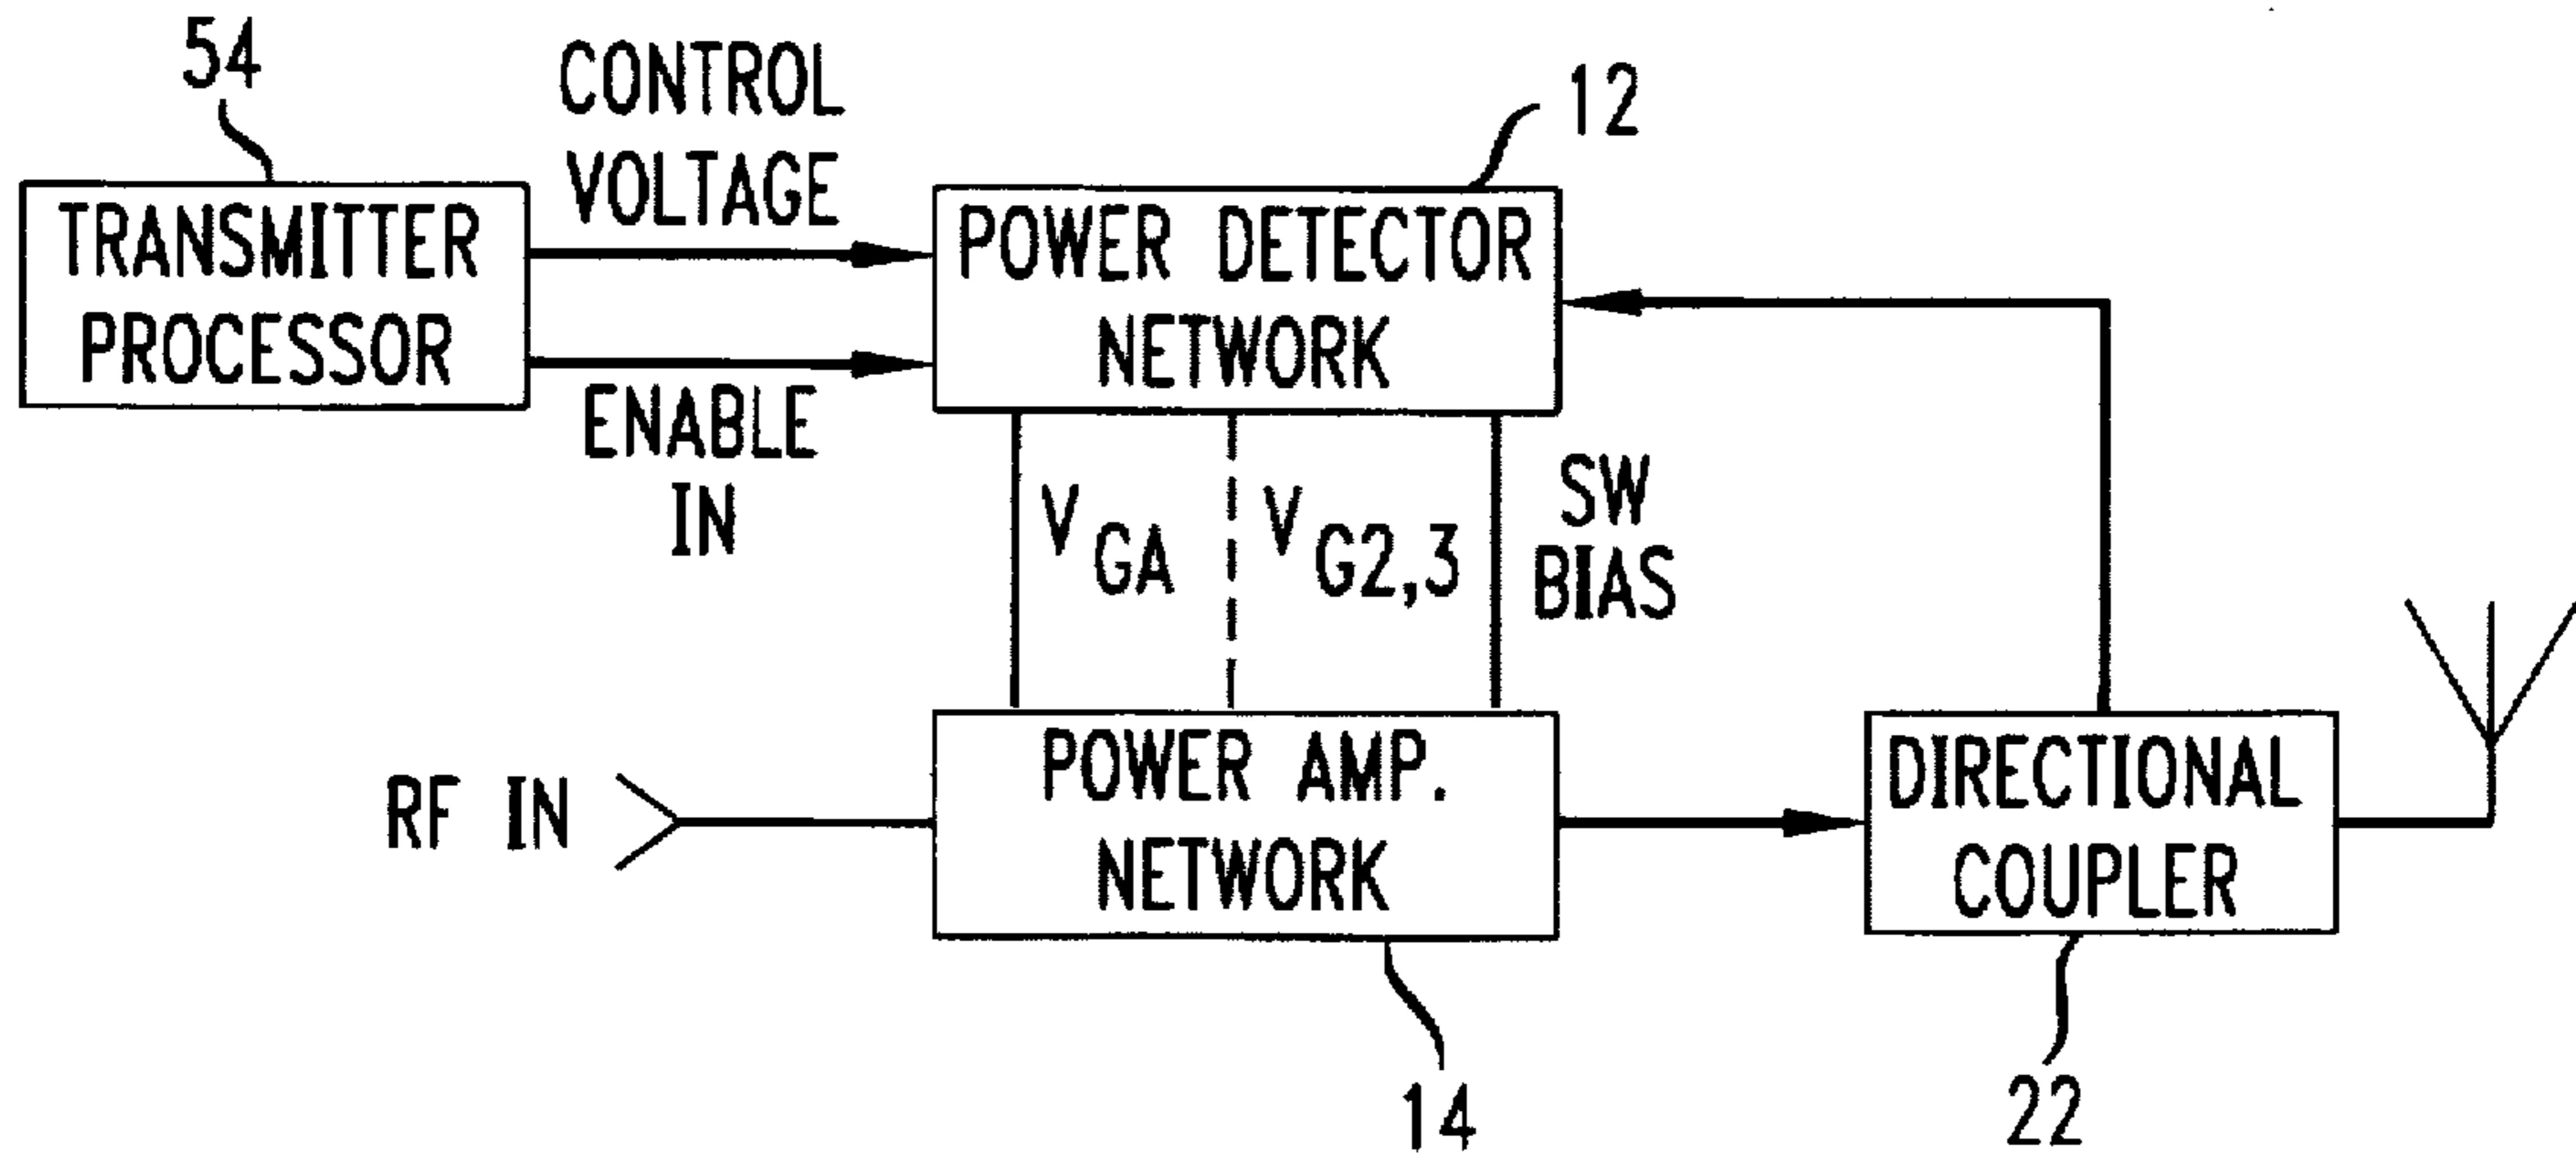 54
CONTROL
VOLTAGE
12
TRANSMITTER
PROCESSOR
POWER DETECTOR
NETWORK
ENABLE
IN
V GA
V G2,3
SW
BIAS
RF IN
POWER AMP.
NETWORK
DIRECTIONAL
COUPLER
14
22